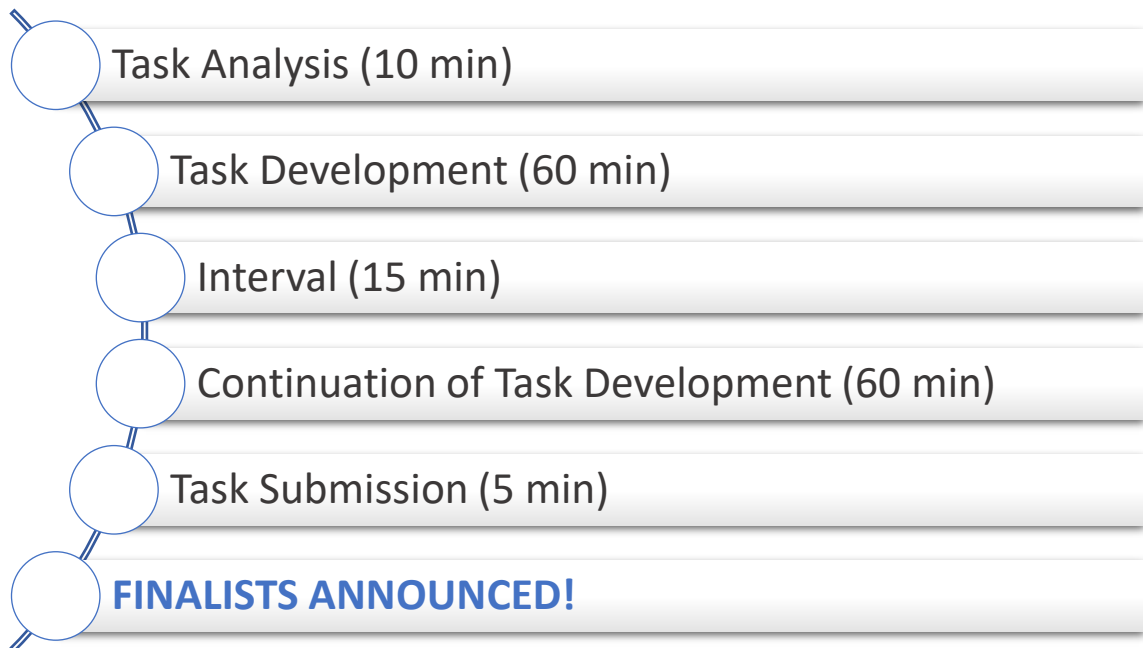 Task Analysis (10 min)
Task Development (60 min)
Interval (15 min)
Continuation of Task Development (60 min)
Task Submission (5 min)
FINALISTS ANNOUNCED!